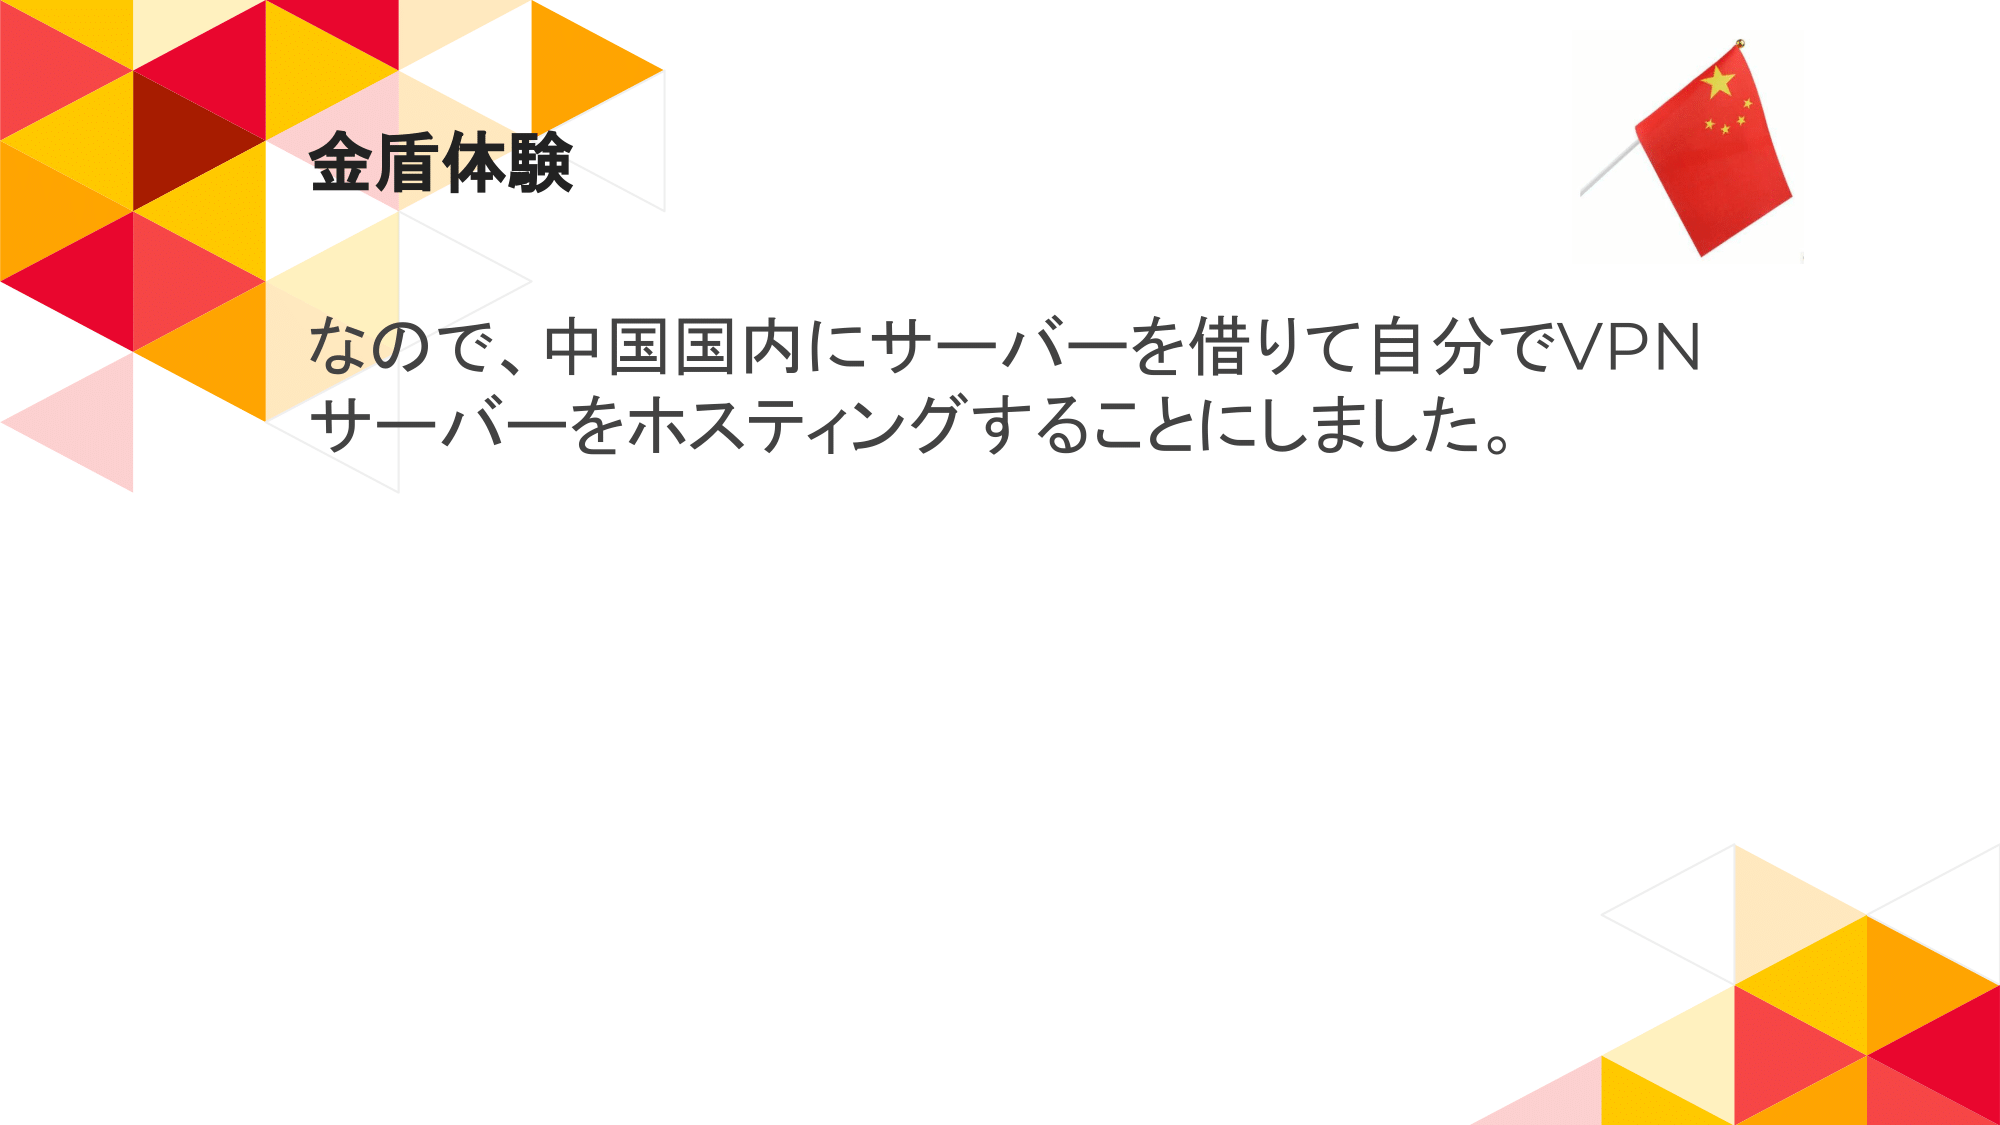 金盾体験
なので、中国国内にサーバーを借りて自分でVPN
サーバーをホスティングすることにしました。